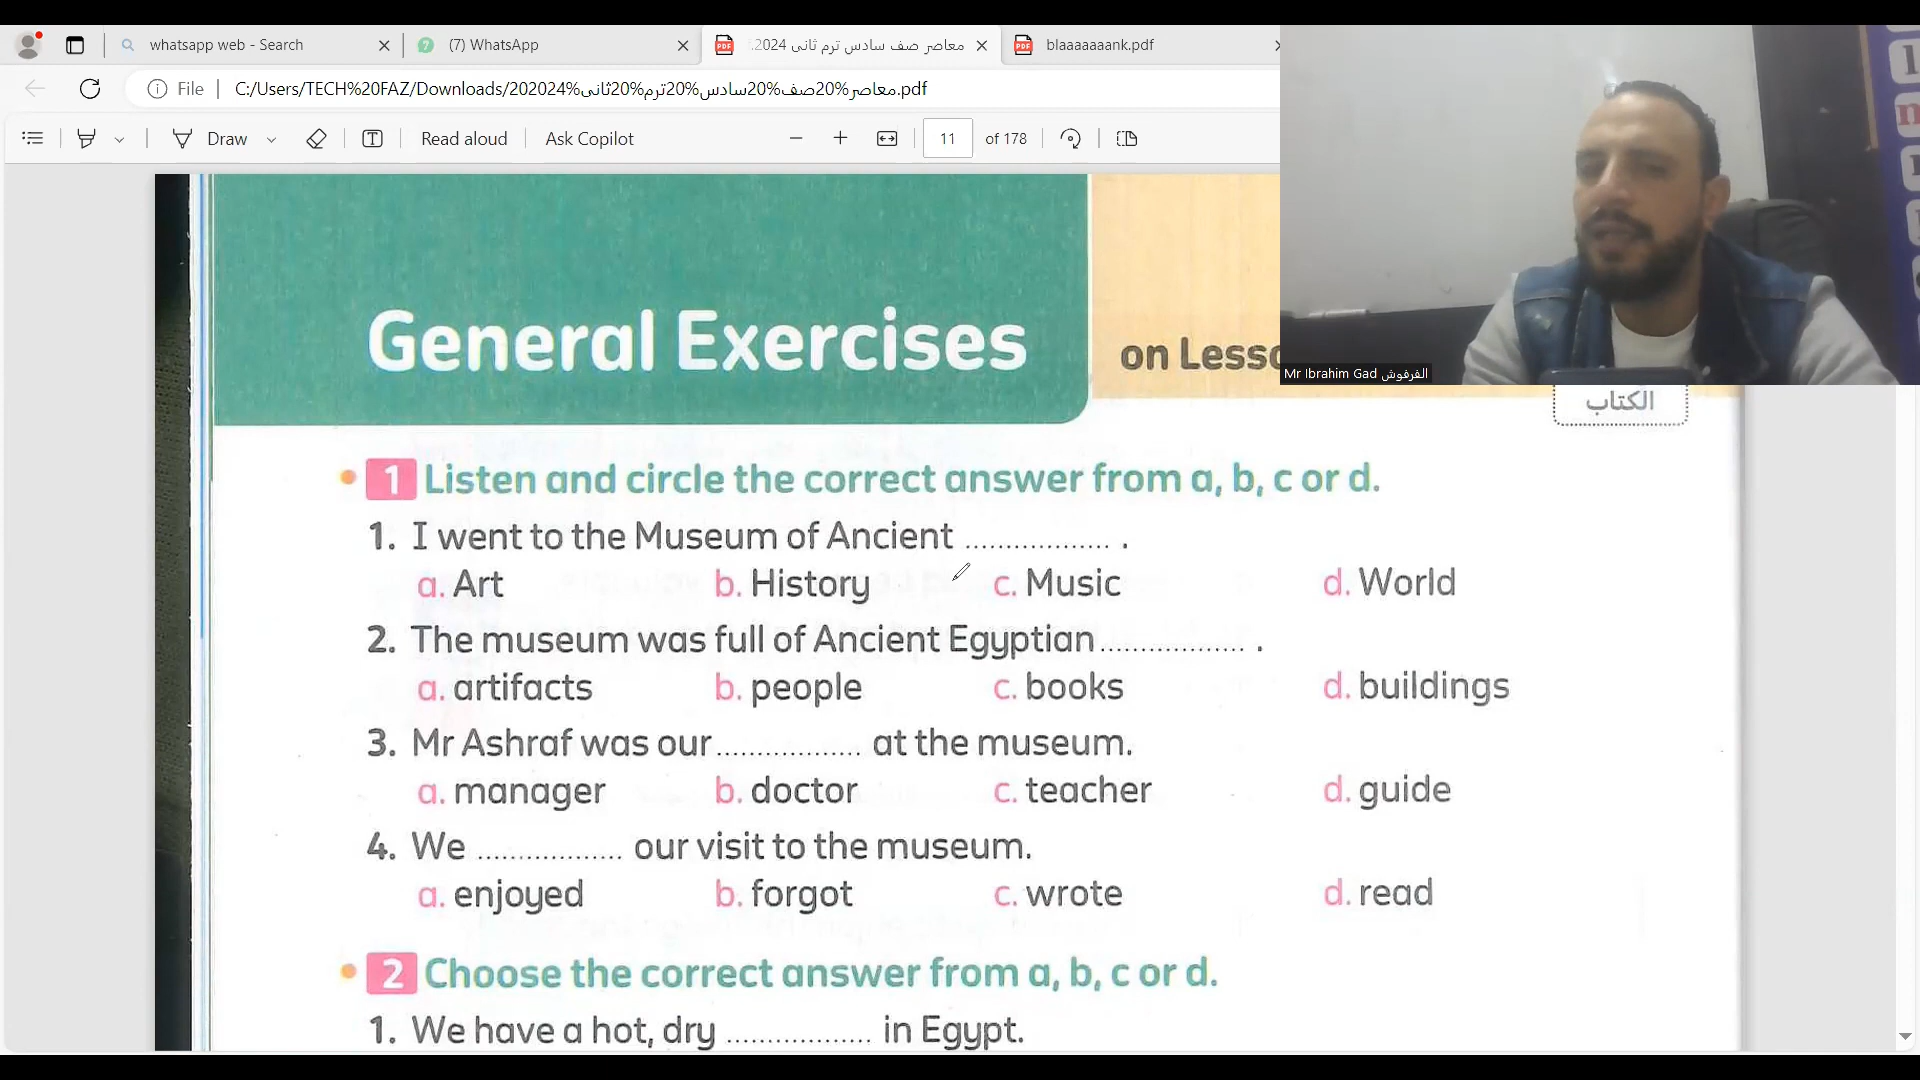 whatsapp web - Search
(7) WhatsApp
معاصر صف سادس ترم ثانى 2024
blaaaaaaank.pdf
File
C:/Users/TECH%20FAZ/Downloads/202024%معاصر%20صف%20سادس%20ترم%20ثانى.pdf
Draw
Read aloud
Ask Copilot
11 of 178
General Exercises
on Lesso
Mr Ibrahim Gad الفرفوش
الكتاب
1 Listen and circle the correct answer from a, b, c or d.
1. I went to the Museum of Ancient .................. .
a. Art b. History c. Music d. World
2. The museum was full of Ancient Egyptian .................. .
a. artifacts b. people c. books d. buildings
3. Mr Ashraf was our .................. at the museum.
a. manager b. doctor c. teacher d. guide
4. We .................. our visit to the museum.
a. enjoyed b. forgot c. wrote d. read
2 Choose the correct answer from a, b, c or d.
1. We have a hot, dry .................. in Egypt.